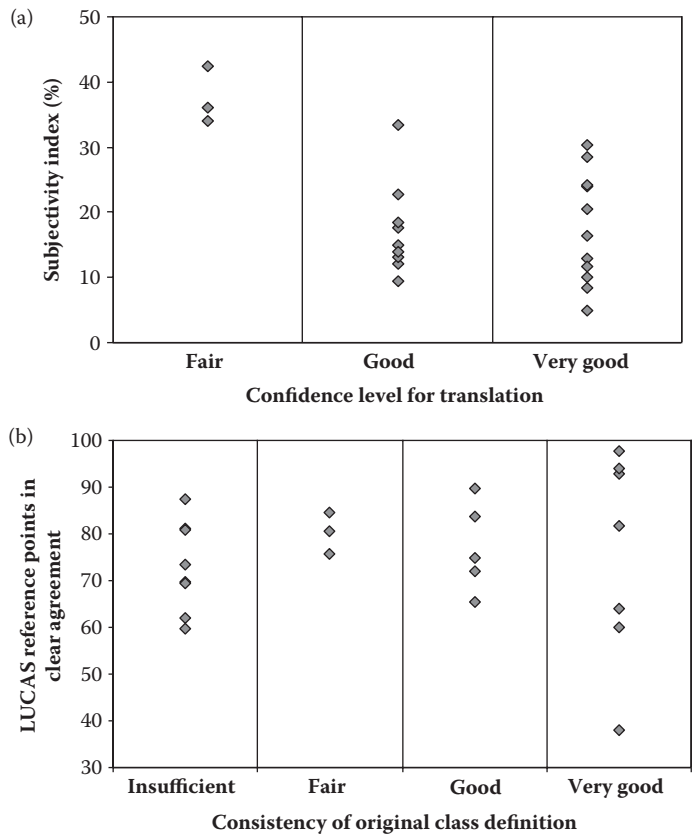 (a)
50
40
30
20
10
0
Subjectivity index (%)
Fair Good Very good
Confidence level for translation
(b)
100
90
80
70
60
50
40
30
LUCAS reference points in
clear agreement
Insufficient Fair Good Very good
Consistency of original class definition